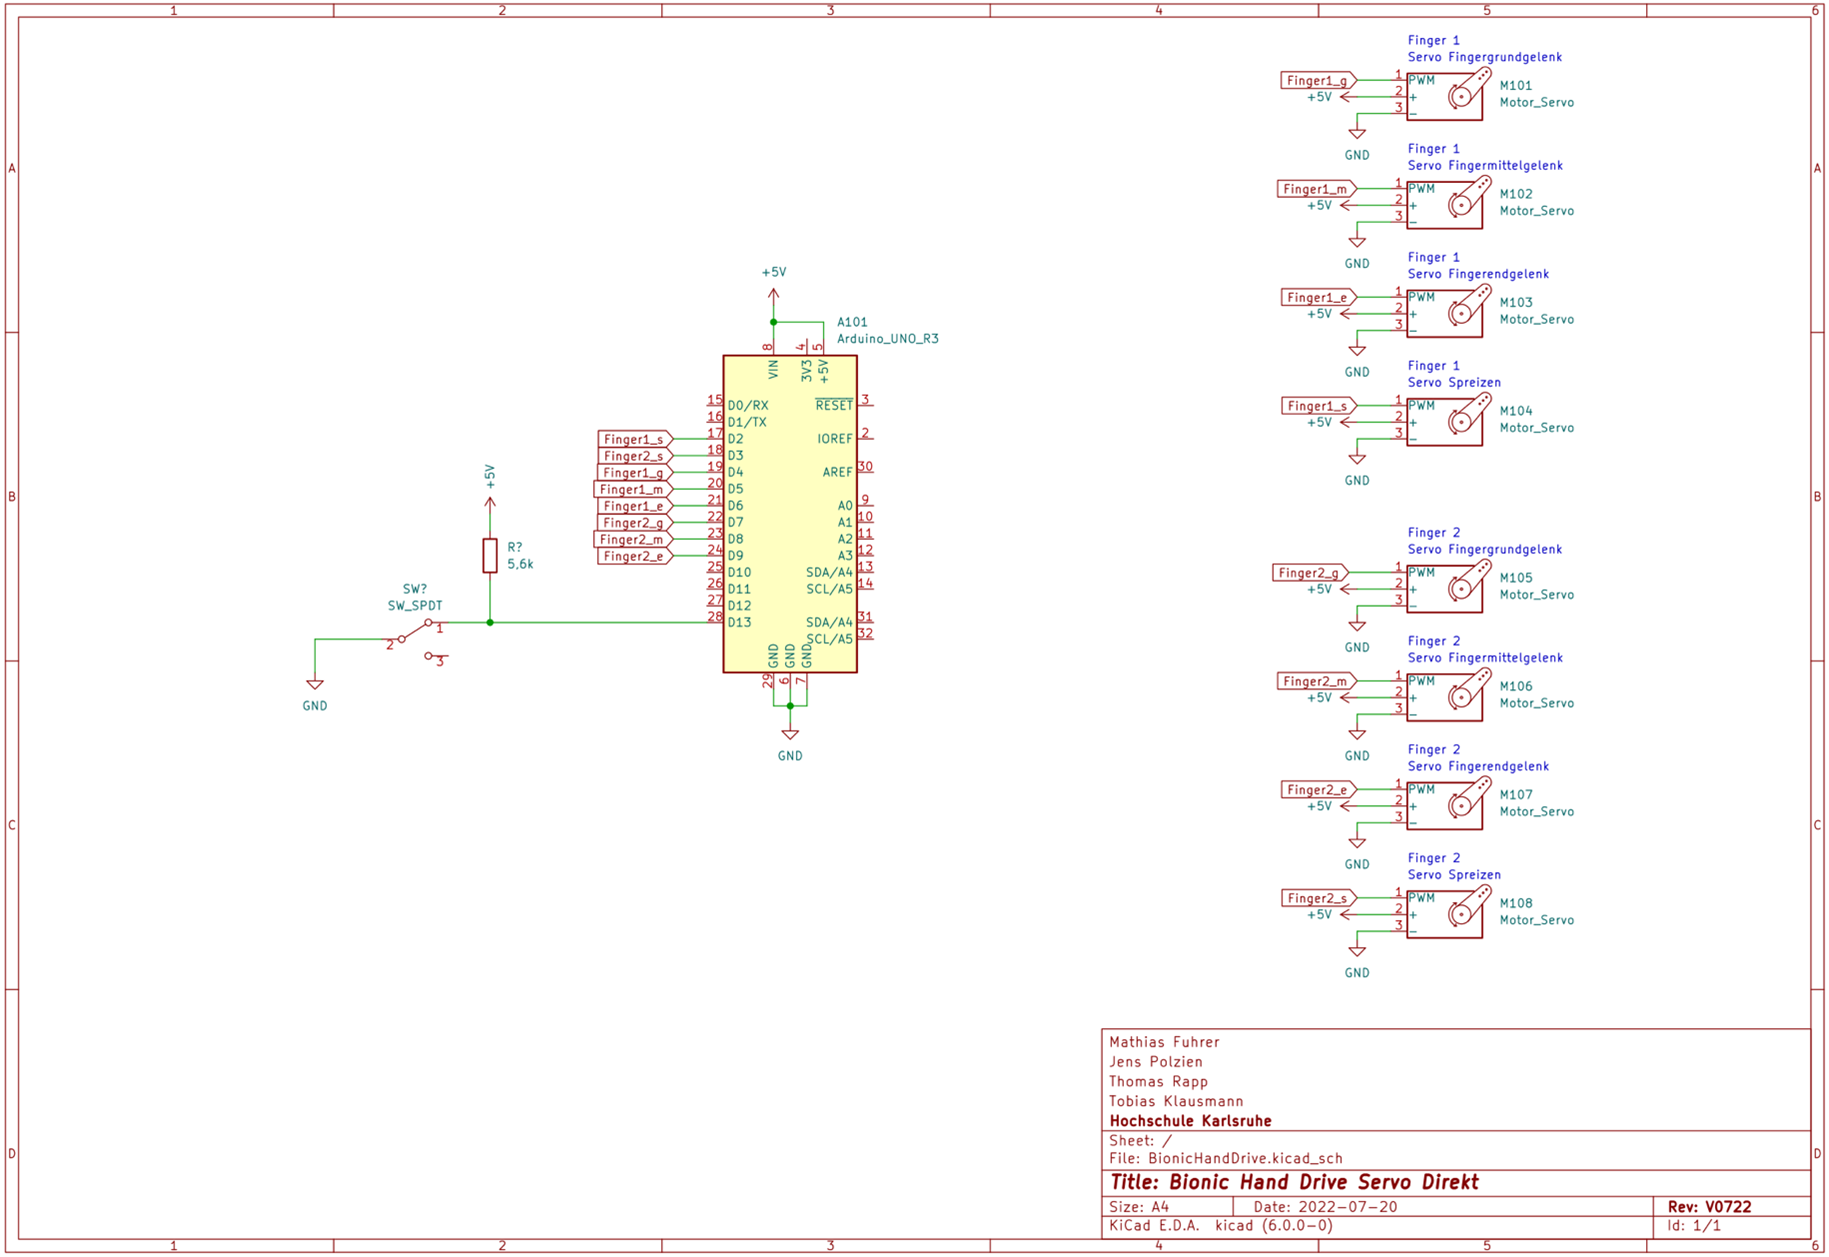 1 2 3 4 5 6
A
B
C
D
A
B
C
D
1 2 3 4 5 6
+5V
A101
Arduino_UNO_R3
8 4 5
VIN 3V3 +5V
15 D0/RX RESET 3
16 D1/TX
Finger1_s 17 D2 IOREF 2
Finger2_s 18 D3
Finger1_g 19 D4 AREF 30
Finger1_m 20 D5
Finger1_e 21 D6 A0 9
Finger2_g 22 D7 A1 10
Finger2_m 23 D8 A2 11
Finger2_e 24 D9 A3 12
25 D10 SDA/A4 13
26 D11 SCL/A5 14
27 D12
28 D13 SDA/A4 31
SCL/A5 32
GND GND GND
29 6 7
GND
+5V
R?
5,6k
SW?
SW_SPDT
1
2
3
GND
Finger 1
Servo Fingergrundgelenk
Finger1_g 1 PWM
+5V 2 +
3 -
M101
Motor_Servo
GND
Finger 1
Servo Fingermittelgelenk
Finger1_m 1 PWM
+5V 2 +
3 -
M102
Motor_Servo
GND
Finger 1
Servo Fingerendgelenk
Finger1_e 1 PWM
+5V 2 +
3 -
M103
Motor_Servo
GND
Finger 1
Servo Spreizen
Finger1_s 1 PWM
+5V 2 +
3 -
M104
Motor_Servo
GND
Finger 2
Servo Fingergrundgelenk
Finger2_g 1 PWM
+5V 2 +
3 -
M105
Motor_Servo
GND
Finger 2
Servo Fingermittelgelenk
Finger2_m 1 PWM
+5V 2 +
3 -
M106
Motor_Servo
GND
Finger 2
Servo Fingerendgelenk
Finger2_e 1 PWM
+5V 2 +
3 -
M107
Motor_Servo
GND
Finger 2
Servo Spreizen
Finger2_s 1 PWM
+5V 2 +
3 -
M108
Motor_Servo
GND
Mathias Fuhrer
Jens Polzien
Thomas Rapp
Tobias Klausmann
Hochschule Karlsruhe
Sheet: /
File: BionicHandDrive.kicad_sch
Title: Bionic Hand Drive Servo Direkt
Size: A4 Date: 2022-07-20 Rev: V0722
KiCad E.D.A. kicad (6.0.0-0) Id: 1/1